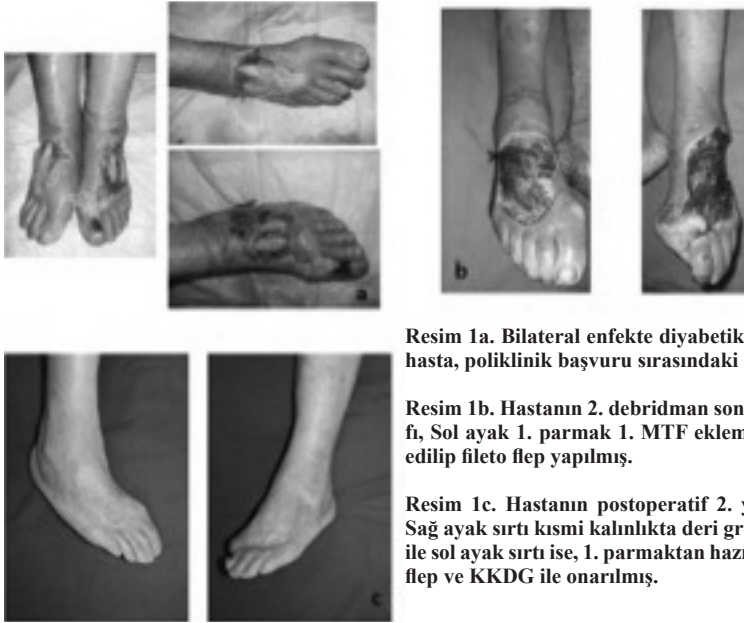 a
b
Resim 1a. Bilateral enfekte diyabetik
hasta, poliklinik başvuru sırasındaki
Resim 1b. Hastanın 2. debridman son
fı, Sol ayak 1. parmak 1. MTF eklem
edilip fileto flep yapılmış.
Resim 1c. Hastanın postoperatif 2. y
Sağ ayak sırtı kısmi kalınlıkta deri gr
ile sol ayak sırtı ise, 1. parmaktan hazı
flep ve KKDG ile onarılmış.
c